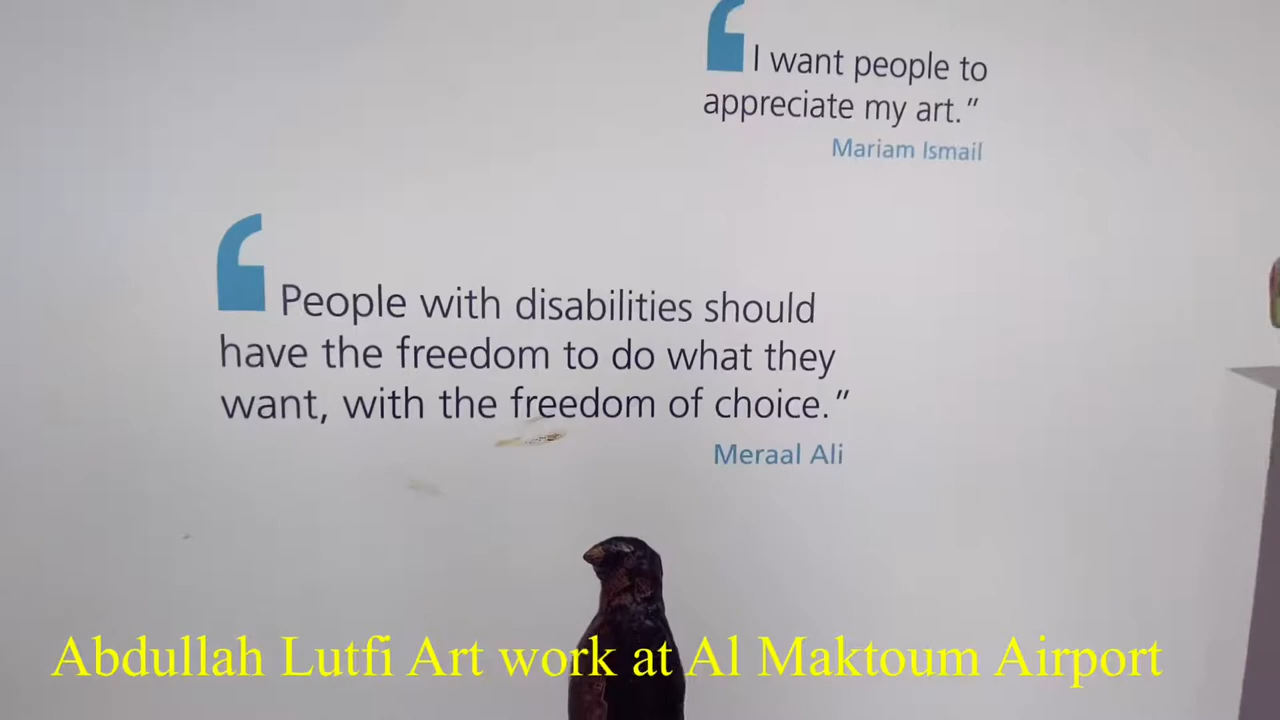 ❛I want people to
appreciate my art.”
Mariam Ismail
❛People with disabilities should
have the freedom to do what they
want, with the freedom of choice.”
Meraal Ali
Abdullah Lutfi Art work at Al Maktoum Airport